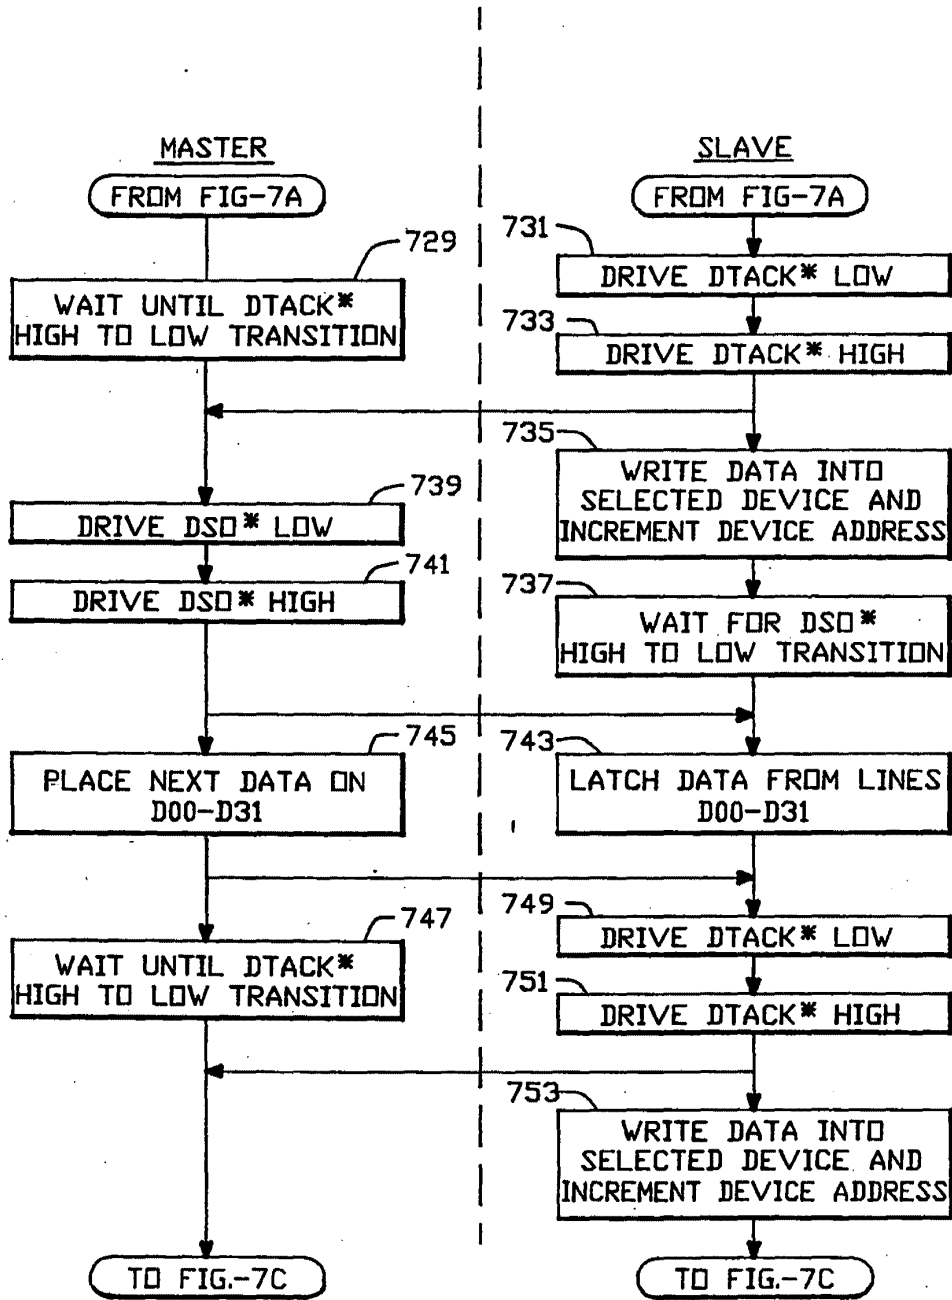 MASTER
FROM FIG-7A
729
WAIT UNTIL DTACK*
HIGH TO LOW TRANSITION
739
DRIVE DSO* LOW
741
DRIVE DSO* HIGH
745
PLACE NEXT DATA ON
D00-D31
747
WAIT UNTIL DTACK*
HIGH TO LOW TRANSITION
TO FIG.-7C
SLAVE
FROM FIG-7A
731
DRIVE DTACK* LOW
733
DRIVE DTACK* HIGH
735
WRITE DATA INTO
SELECTED DEVICE AND
INCREMENT DEVICE ADDRESS
737
WAIT FOR DSO*
HIGH TO LOW TRANSITION
743
LATCH DATA FROM LINES
D00-D31
749
DRIVE DTACK* LOW
751
DRIVE DTACK* HIGH
753
WRITE DATA INTO
SELECTED DEVICE AND
INCREMENT DEVICE ADDRESS
TO FIG.-7C